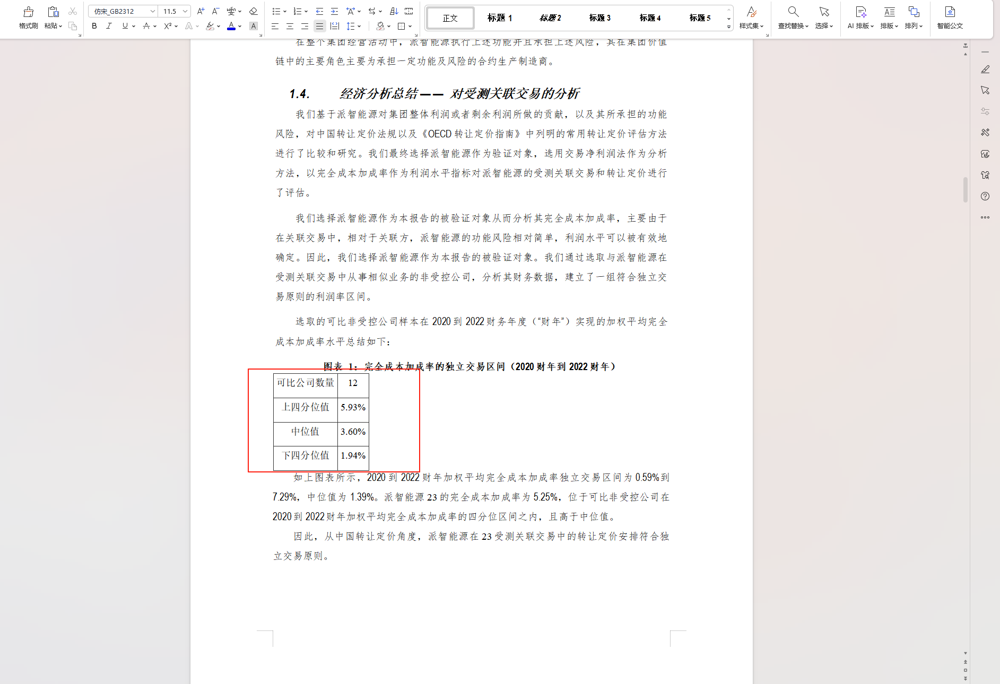 仿宋_GB2312 11.5
正文 标题 1 标题 2 标题 3 标题 4 标题 5
格式刷 粘贴 样式集 查找替换 选择 AI 排版 排版 排列 智能公文
在整个集团经营活动中，派智能源执行上述功能并且承担上述风险，其在集团价值
链中的主要角色主要为承担一定功能及风险的合约生产制造商。
1.4. 经济分析总结—— 对受测关联交易的分析
我们基于派智能源对集团整体利润或者剩余利润所做的贡献，以及其所承担的功能
风险，对中国转让定价法规以及《OECD 转让定价指南》中列明的常用转让定价评估方法
进行了比较和研究。我们最终选择派智能源作为验证对象，选用交易净利润法作为分析
方法，以完全成本加成率作为利润水平指标对派智能源的受测关联交易和转让定价进行
了评估。
我们选择派智能源作为本报告的被验证对象从而分析其完全成本加成率，主要由于
在关联交易中，相对于关联方，派智能源的功能风险相对简单，利润水平可以被有效地
确定。因此，我们选择派智能源作为本报告的被验证对象。我们通过选取与派智能源在
受测关联交易中从事相似业务的非受控公司，分析其财务数据，建立了一组符合独立交
易原则的利润率区间。
选取的可比非受控公司样本在 2020 到 2022 财务年度（“财年”）实现的加权平均完全
成本加成率水平总结如下：
图表 1：完全成本加成率的独立交易区间（2020 财年到 2022 财年）
可比公司数量 12
上四分位值 5.93%
中位值 3.60%
下四分位值 1.94%
如上图表所示，2020 到 2022 财年加权平均完全成本加成率独立交易区间为 0.59%到
7.29%，中位值为 1.39%。派智能源 23 的完全成本加成率为 5.25%，位于可比非受控公司在
2020 到 2022 财年加权平均完全成本加成率的四分位区间之内，且高于中位值。
因此，从中国转让定价角度，派智能源在 23 受测关联交易中的转让定价安排符合独
立交易原则。